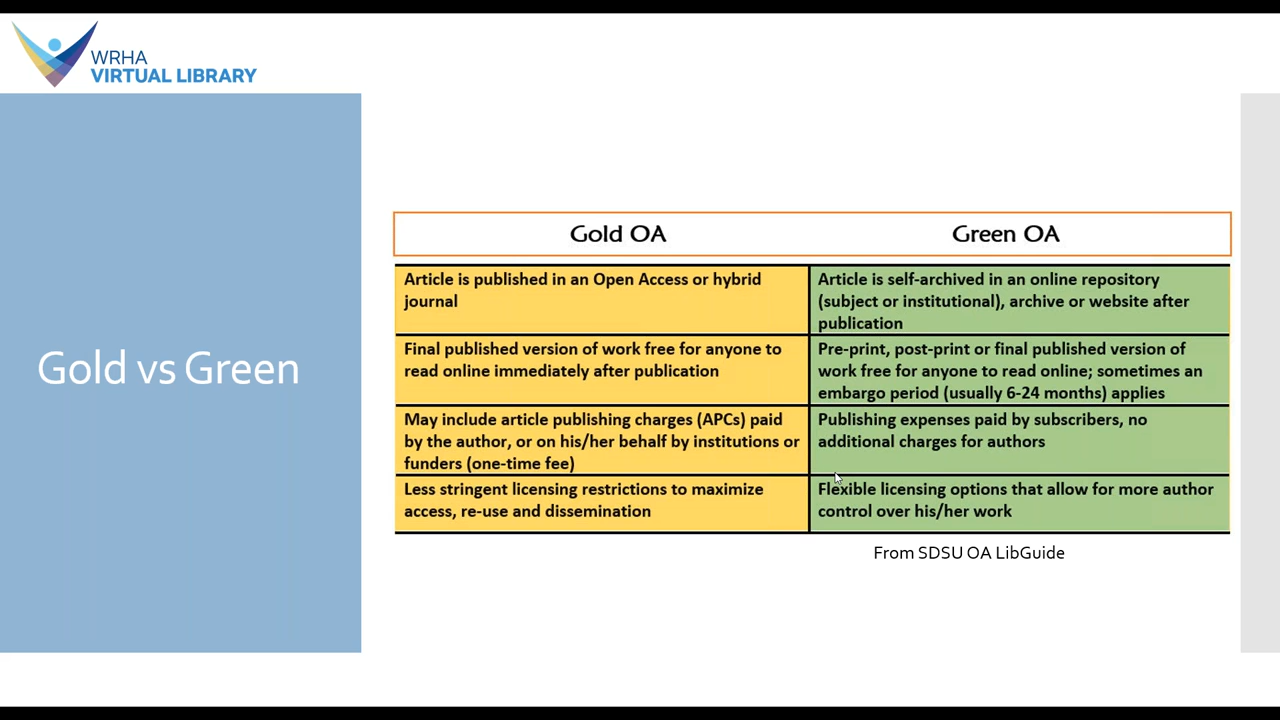 WRHA
VIRTUAL LIBRARY
Gold vs Green
Gold OA
Green OA
Article is published in an Open Access or hybrid
journal
Article is self-archived in an online repository
(subject or institutional), archive or website after
publication
Final published version of work free for anyone to
read online immediately after publication
Pre-print, post-print or final published version of
work free for anyone to read online; sometimes an
embargo period (usually 6-24 months) applies
May include article publishing charges (APCs) paid
by the author, or on his/her behalf by institutions or
funders (one-time fee)
Publishing expenses paid by subscribers, no
additional charges for authors
Less stringent licensing restrictions to maximize
access, re-use and dissemination
Flexible licensing options that allow for more author
control over his/her work
From SDSU OA LibGuide